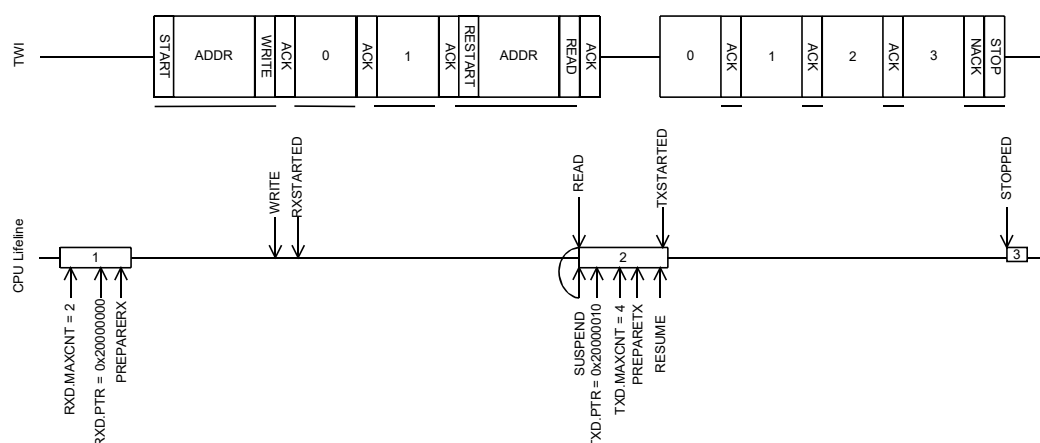 TWI
START
ADDR
WRITE
ACK
0
ACK
1
ACK
RESTART
ADDR
READ
ACK
0
ACK
1
ACK
2
ACK
3
NACK
STOP
WRITE
RXSTARTED
READ
TXSTARTED
STOPPED
CPU Lifeline
1
2
3
RXD.MAXCNT = 2
RXD.PTR = 0x20000000
PREPARERX
SUSPEND
TXD.PTR = 0x20000010
TXD.MAXCNT = 4
PREPARETX
RESUME